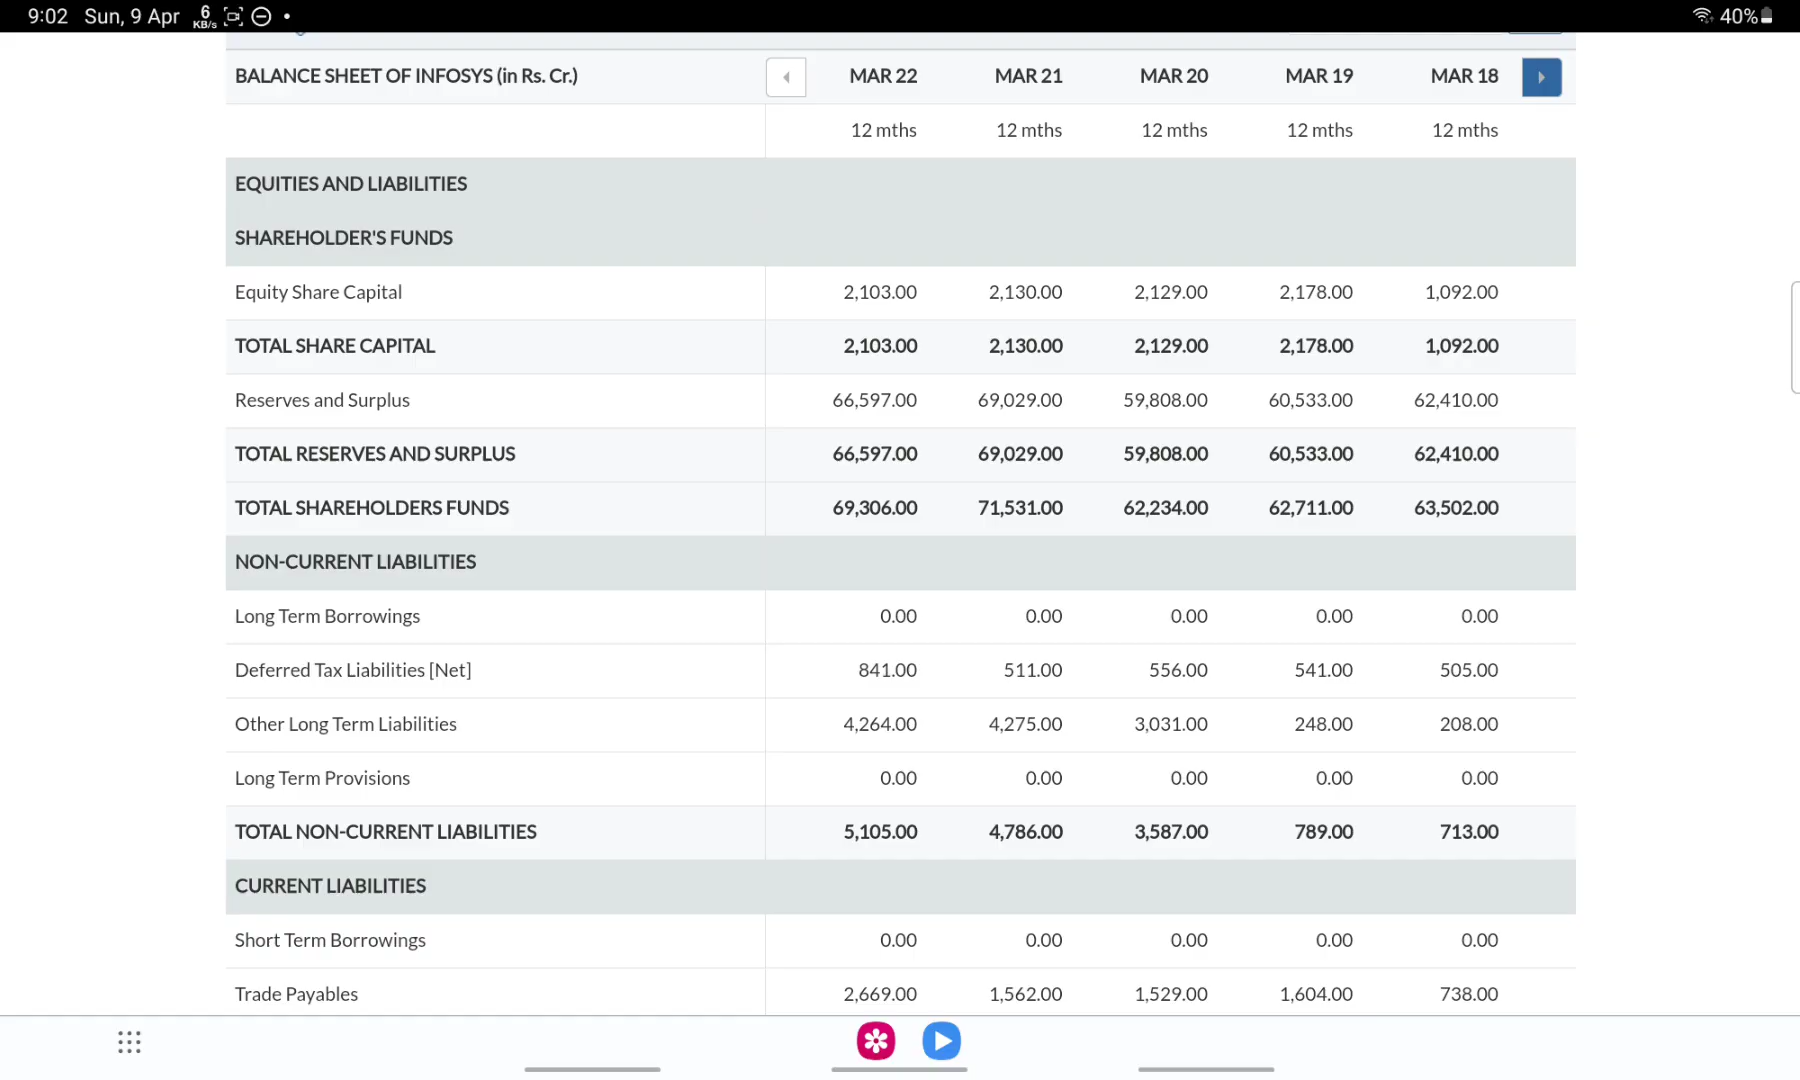 9:02 Sun, 9 Apr 6 KB/s 40%
BALANCE SHEET OF INFOSYS (in Rs. Cr.) MAR 22 MAR 21 MAR 20 MAR 19 MAR 18
12 mths 12 mths 12 mths 12 mths 12 mths
EQUITIES AND LIABILITIES
SHAREHOLDER'S FUNDS
Equity Share Capital 2,103.00 2,130.00 2,129.00 2,178.00 1,092.00
TOTAL SHARE CAPITAL 2,103.00 2,130.00 2,129.00 2,178.00 1,092.00
Reserves and Surplus 66,597.00 69,029.00 59,808.00 60,533.00 62,410.00
TOTAL RESERVES AND SURPLUS 66,597.00 69,029.00 59,808.00 60,533.00 62,410.00
TOTAL SHAREHOLDERS FUNDS 69,306.00 71,531.00 62,234.00 62,711.00 63,502.00
NON-CURRENT LIABILITIES
Long Term Borrowings 0.00 0.00 0.00 0.00 0.00
Deferred Tax Liabilities [Net] 841.00 511.00 556.00 541.00 505.00
Other Long Term Liabilities 4,264.00 4,275.00 3,031.00 248.00 208.00
Long Term Provisions 0.00 0.00 0.00 0.00 0.00
TOTAL NON-CURRENT LIABILITIES 5,105.00 4,786.00 3,587.00 789.00 713.00
CURRENT LIABILITIES
Short Term Borrowings 0.00 0.00 0.00 0.00 0.00
Trade Payables 2,669.00 1,562.00 1,529.00 1,604.00 738.00